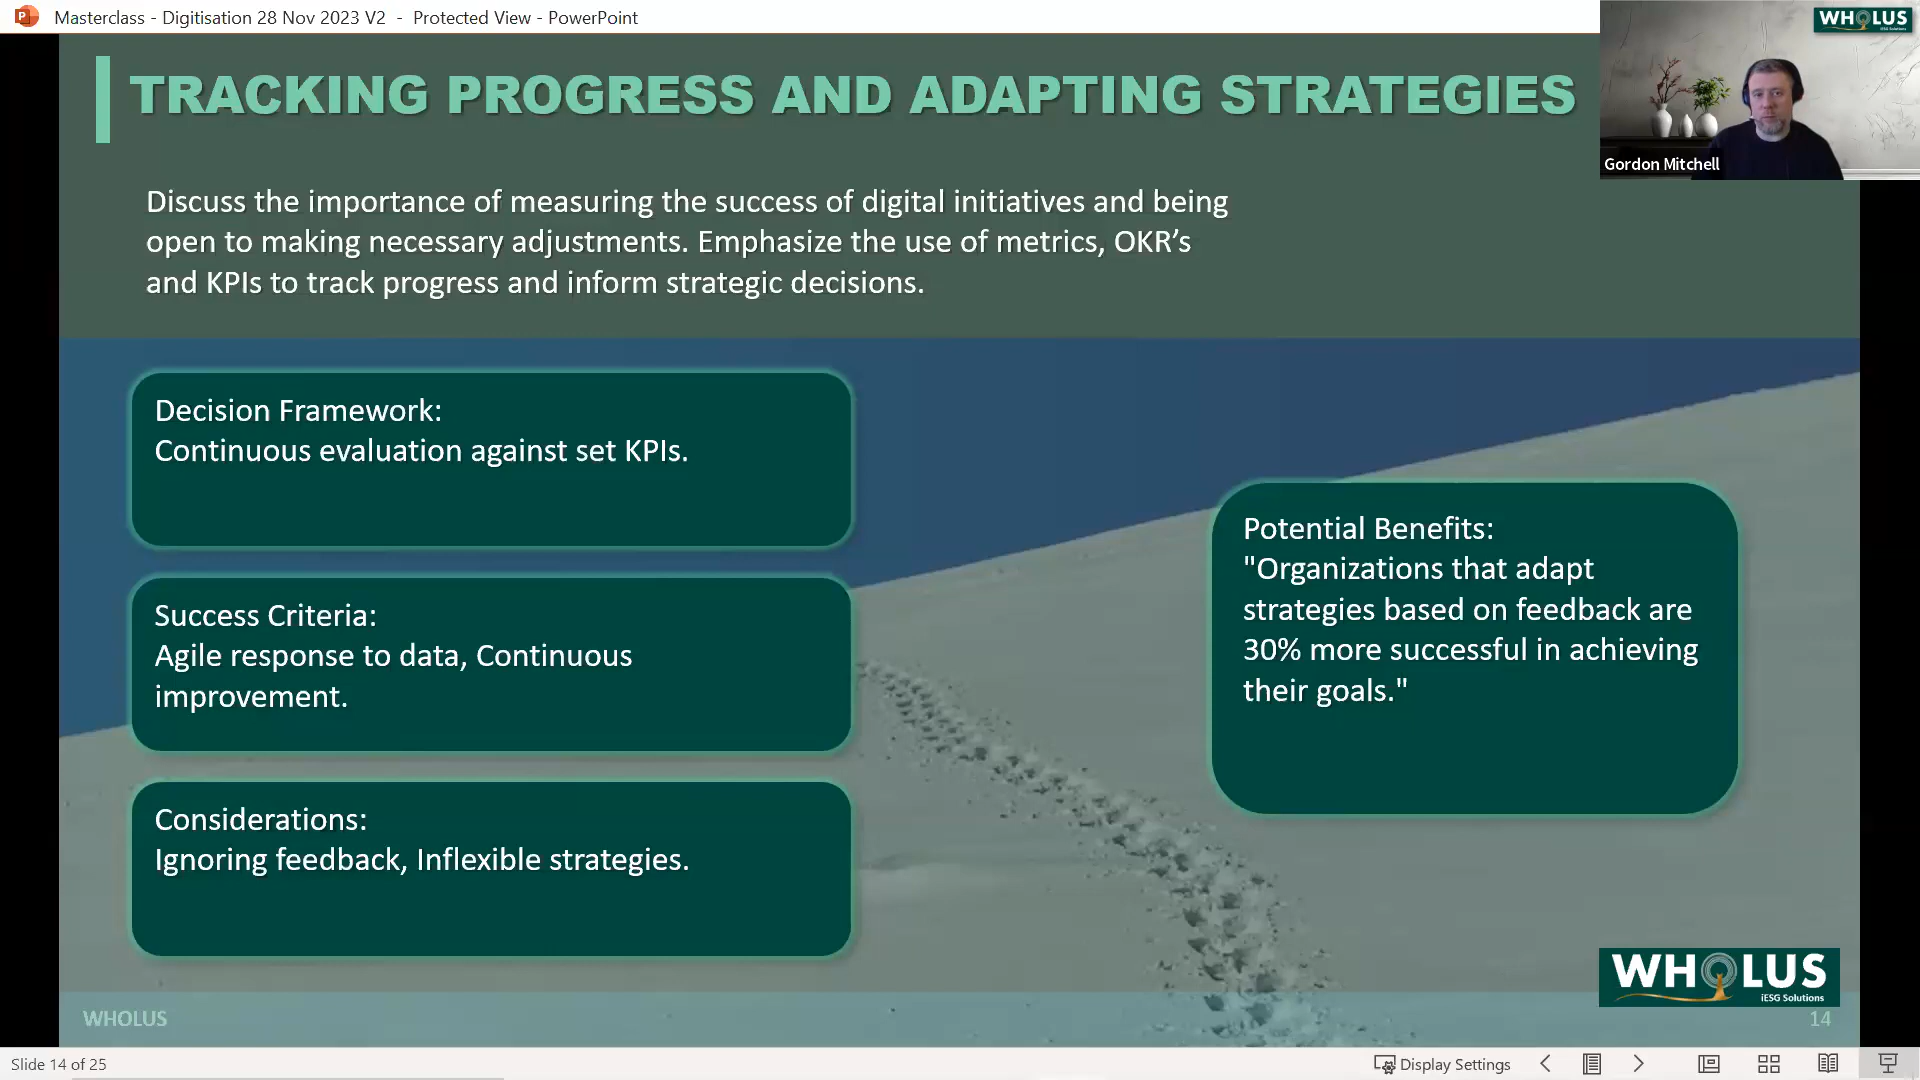 Masterclass - Digitisation 28 Nov 2023 V2 - Protected View - PowerPoint
WHOLUS
iESG Solutions
Gordon Mitchell
TRACKING PROGRESS AND ADAPTING STRATEGIES
Discuss the importance of measuring the success of digital initiatives and being
open to making necessary adjustments. Emphasize the use of metrics, OKR’s
and KPIs to track progress and inform strategic decisions.
Decision Framework:
Continuous evaluation against set KPIs.
Success Criteria:
Agile response to data, Continuous
improvement.
Considerations:
Ignoring feedback, Inflexible strategies.
Potential Benefits:
"Organizations that adapt
strategies based on feedback are
30% more successful in achieving
their goals."
WHOLUS
iESG Solutions
WHOLUS
14
Slide 14 of 25
Display Settings